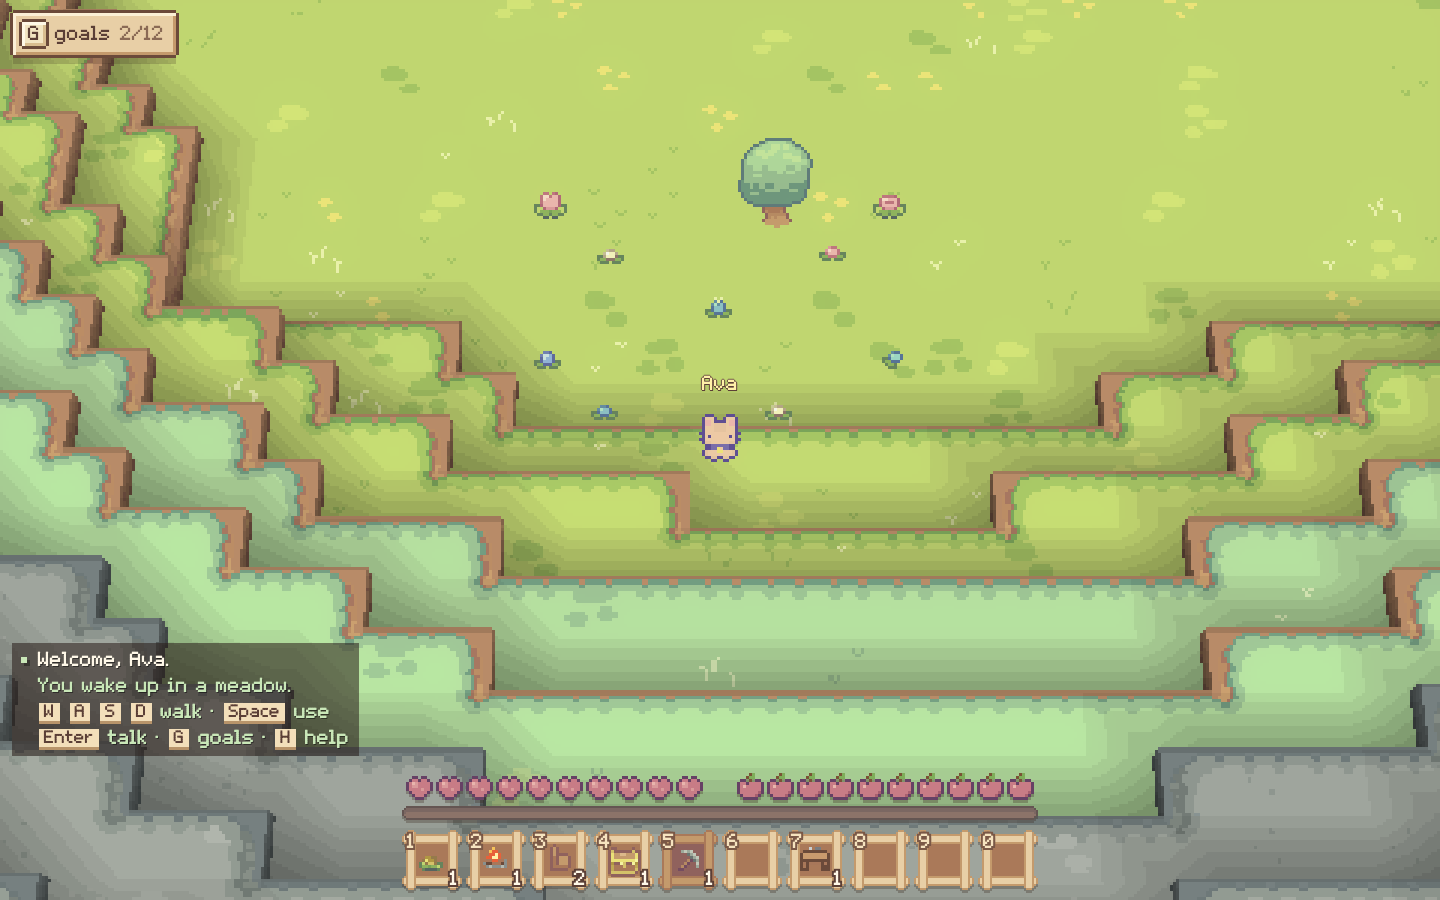 G goals 2/12
Ava
Welcome, Ava.
You wake up in a meadow.
W A S D walk · Space use
Enter talk · G goals · H help
1 2 3 4 5 6 7 8 9 0
1 1 2 1 1 1